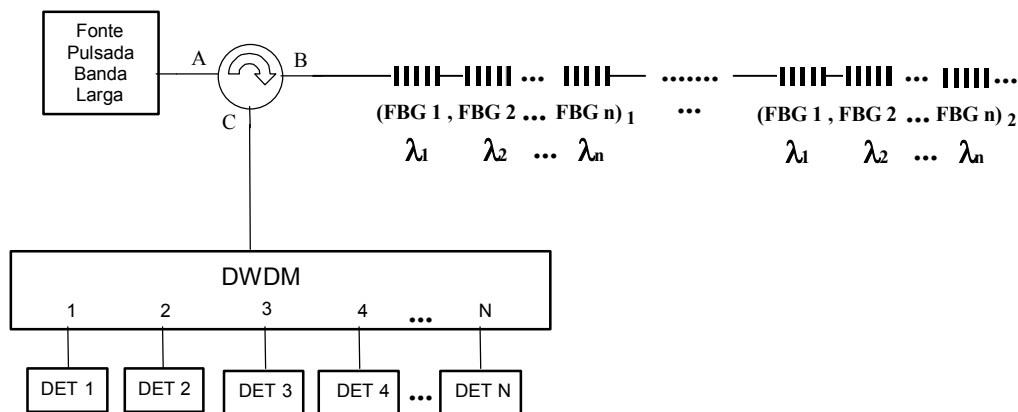 Fonte
Pulsada
Banda
Larga
A
B
C
... ....... ...  ...
(FBG 1 , FBG 2 ... FBG n) 1 ... (FBG 1 , FBG 2 ... FBG n) 2
λ1 λ2 ... λn λ1 λ2 ... λn
DWDM
1 2 3 4 ... N
DET 1 DET 2 DET 3 DET 4 ... DET N